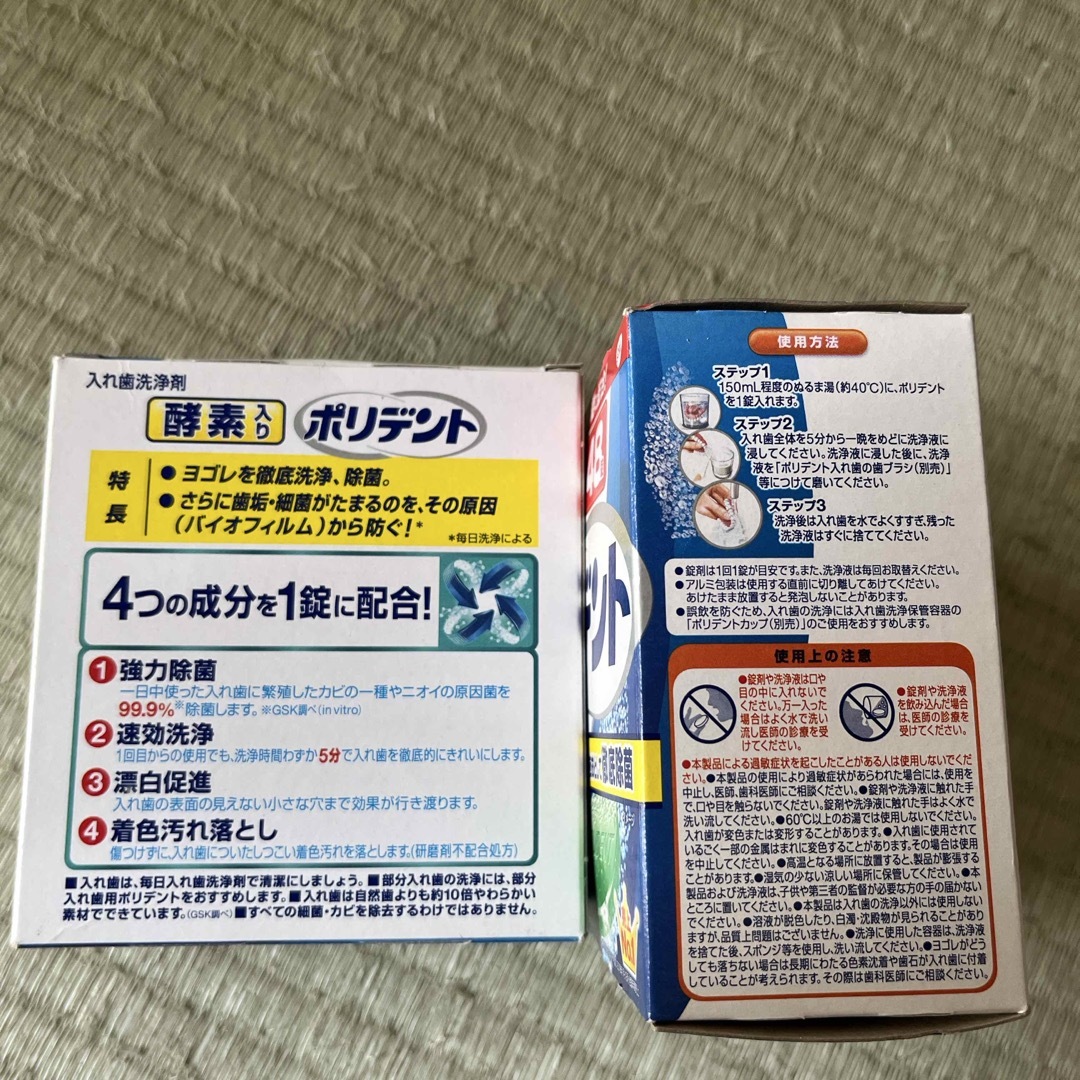 入れ歯洗浄剤
酵素入り ポリデント
特長
● ヨゴレを徹底洗浄、除菌。
● さらに歯垢・細菌がたまるのを、その原因
(バイオフィルム)から防ぐ！*
*毎日洗浄による
4つの成分を1錠に配合！
1 強力除菌
一日中使った入れ歯に繁殖したカビの一種やニオイの原因菌を
99.9%※除菌します。※GSK調べ(in vitro)
2 速効洗浄
1回目からの使用でも、洗浄時間わずか5分で入れ歯を徹底的にきれいにします。
3 漂白促進
入れ歯の表面の見えない小さな穴まで効果が行き渡ります。
4 着色汚れ落とし
傷つけずに、入れ歯についたしつこい着色汚れを落とします。(研磨剤不配合処方)
■入れ歯は、毎日入れ歯洗浄剤で清潔にしましょう。■部分入れ歯の洗浄には、部分
入れ歯用ポリデントをおすすめします。■入れ歯は自然歯よりも約10倍やわらかい
素材でできています。(GSK調べ)■すべての細菌・カビを除去するわけではありません。
48
デント
徹底除菌
No.1
使用方法
ステップ1
150mL程度のぬるま湯(約40℃)に、ポリデント
を1錠入れます。
ステップ2
入れ歯全体を5分から一晩をめどに洗浄液に
浸してください。洗浄液に浸した後に、洗浄
液を「ポリデント入れ歯の歯ブラシ(別売)」
等につけて磨いてください。
ステップ3
洗浄後は入れ歯を水でよくすすぎ、残った
洗浄液はすぐに捨ててください。
● 錠剤は1回1錠が目安です。また、洗浄液は毎回お取替えください。
● アルミ包装は使用する直前に切り離してあけてください。
あけたまま放置すると発泡しないことがあります。
● 誤飲を防ぐため、入れ歯の洗浄には入れ歯洗浄保管容器の
「ポリデントカップ(別売)」のご使用をおすすめします。
使用上の注意
●錠剤や洗浄液は口や
目の中に入れないで
ください。万一入った
場合はよく水で洗い
流し医師の診療を受
けてください。
●錠剤や洗浄液
を飲み込んだ場合
は、医師の診療を
受けてください。
●本製品による過敏症状を起こしたことがある人は使用しないでくだ
さい。●本製品の使用により過敏症状があらわれた場合には、使用を
中止し、医師、歯科医師にご相談ください。●錠剤や洗浄液に触れた手
で、口や目を触らないでください。錠剤や洗浄液に触れた手はよく水で
洗い流してください。●60℃以上のお湯では使用しないでください。
入れ歯が変色または変形することがあります。●入れ歯に使用されて
いるごく一部の金属はまれに変色することがあります。その場合は使用
を中止してください。●高温となる場所に放置すると、製品が膨張する
ことがあります。●湿気の少ない涼しい場所に保管してください。●本
製品および洗浄液は、子供や第三者の監督が必要な方の手の届かない
ところに置いてください。●本製品は入れ歯の洗浄以外には使用しない
でください。●溶液が脱色したり、白濁・沈殿物が見られることがあり
ますが、品質上問題はございません。●洗浄に使用した容器は、洗浄液
を捨てた後、スポンジ等を使用し、洗い流してください。●ヨゴレがどう
しても落ちない場合は長期にわたる色素沈着や歯石が入れ歯に付着
していることが考えられます。その際は歯科医師にご相談ください。